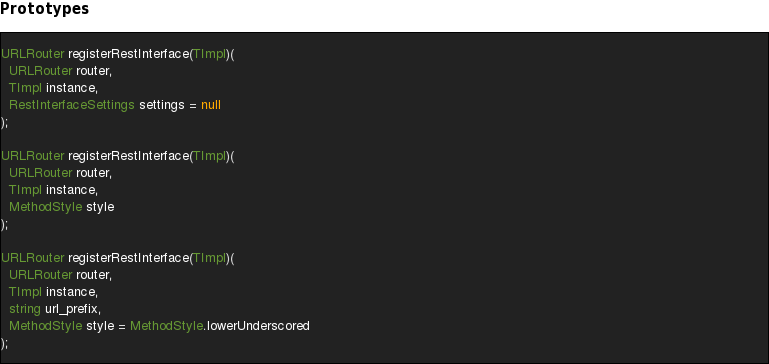 Prototypes
URLRouter registerRestInterface(TImpl)(
  URLRouter router,
  TImpl instance,
  RestInterfaceSettings settings = null
);
URLRouter registerRestInterface(TImpl)(
  URLRouter router,
  TImpl instance,
  MethodStyle style
);
URLRouter registerRestInterface(TImpl)(
  URLRouter router,
  TImpl instance,
  string url_prefix,
  MethodStyle style = MethodStyle.lowerUnderscored
);